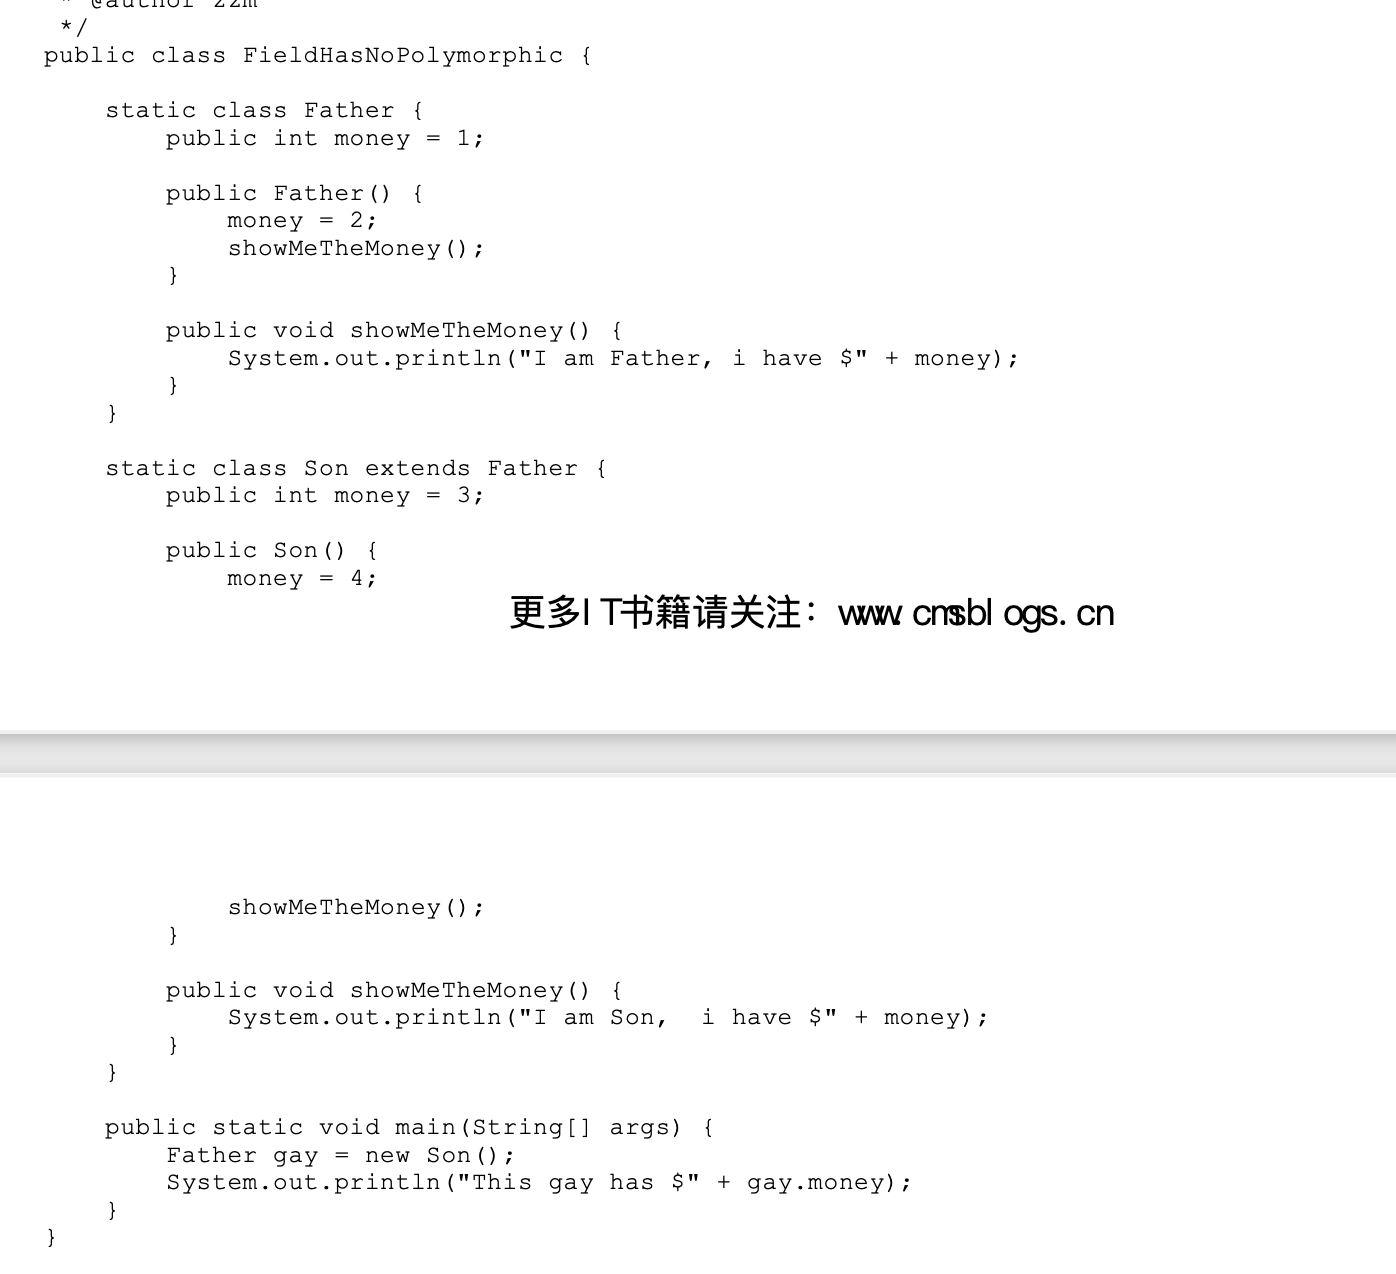 * @author zzm
*/
public class FieldHasNoPolymorphic {
static class Father {
public int money = 1;
public Father() {
money = 2;
showMeTheMoney();
}
public void showMeTheMoney() {
System.out.println("I am Father, i have $" + money);
}
}
static class Son extends Father {
public int money = 3;
public Son() {
money = 4;
更多IT书籍请关注：www.cmsblogs.cn
showMeTheMoney();
}
public void showMeTheMoney() {
System.out.println("I am Son,  i have $" + money);
}
}
public static void main(String[] args) {
Father gay = new Son();
System.out.println("This gay has $" + gay.money);
}
}